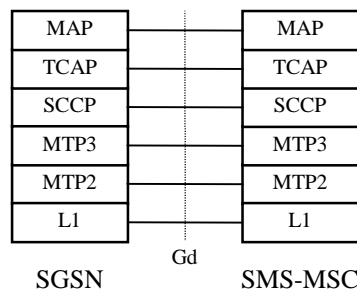 MAP MAP
TCAP TCAP
SCCP SCCP
MTP3 MTP3
MTP2 MTP2
L1 L1
Gd
SGSN SMS-MSC